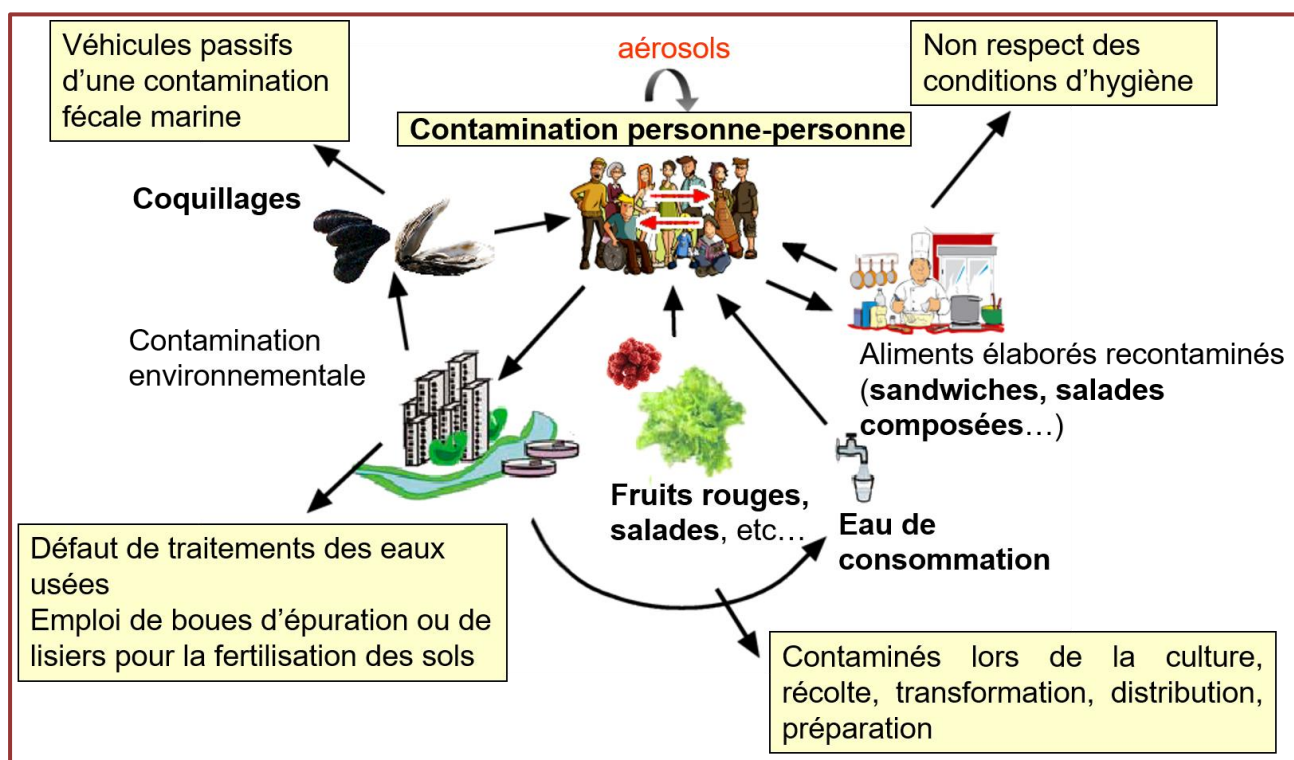 Véhicules passifs
d’une contamination
fécale marine
aérosols
Non respect des
conditions d’hygiène
Contamination personne-personne
Coquillages
Contamination
environnementale
Aliments élaborés recontaminés
(sandwiches, salades
composées…)
Fruits rouges,
salades, etc…
Eau de
consommation
Défaut de traitements des eaux
usées
Emploi de boues d’épuration ou de
lisiers pour la fertilisation des sols
Contaminés lors de la culture,
récolte, transformation, distribution,
préparation